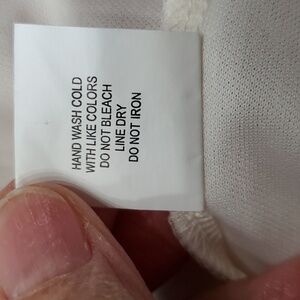 HAND WASH COLD
WITH LIKE COLORS
DO NOT BLEACH
LINE DRY
DO NOT IRON